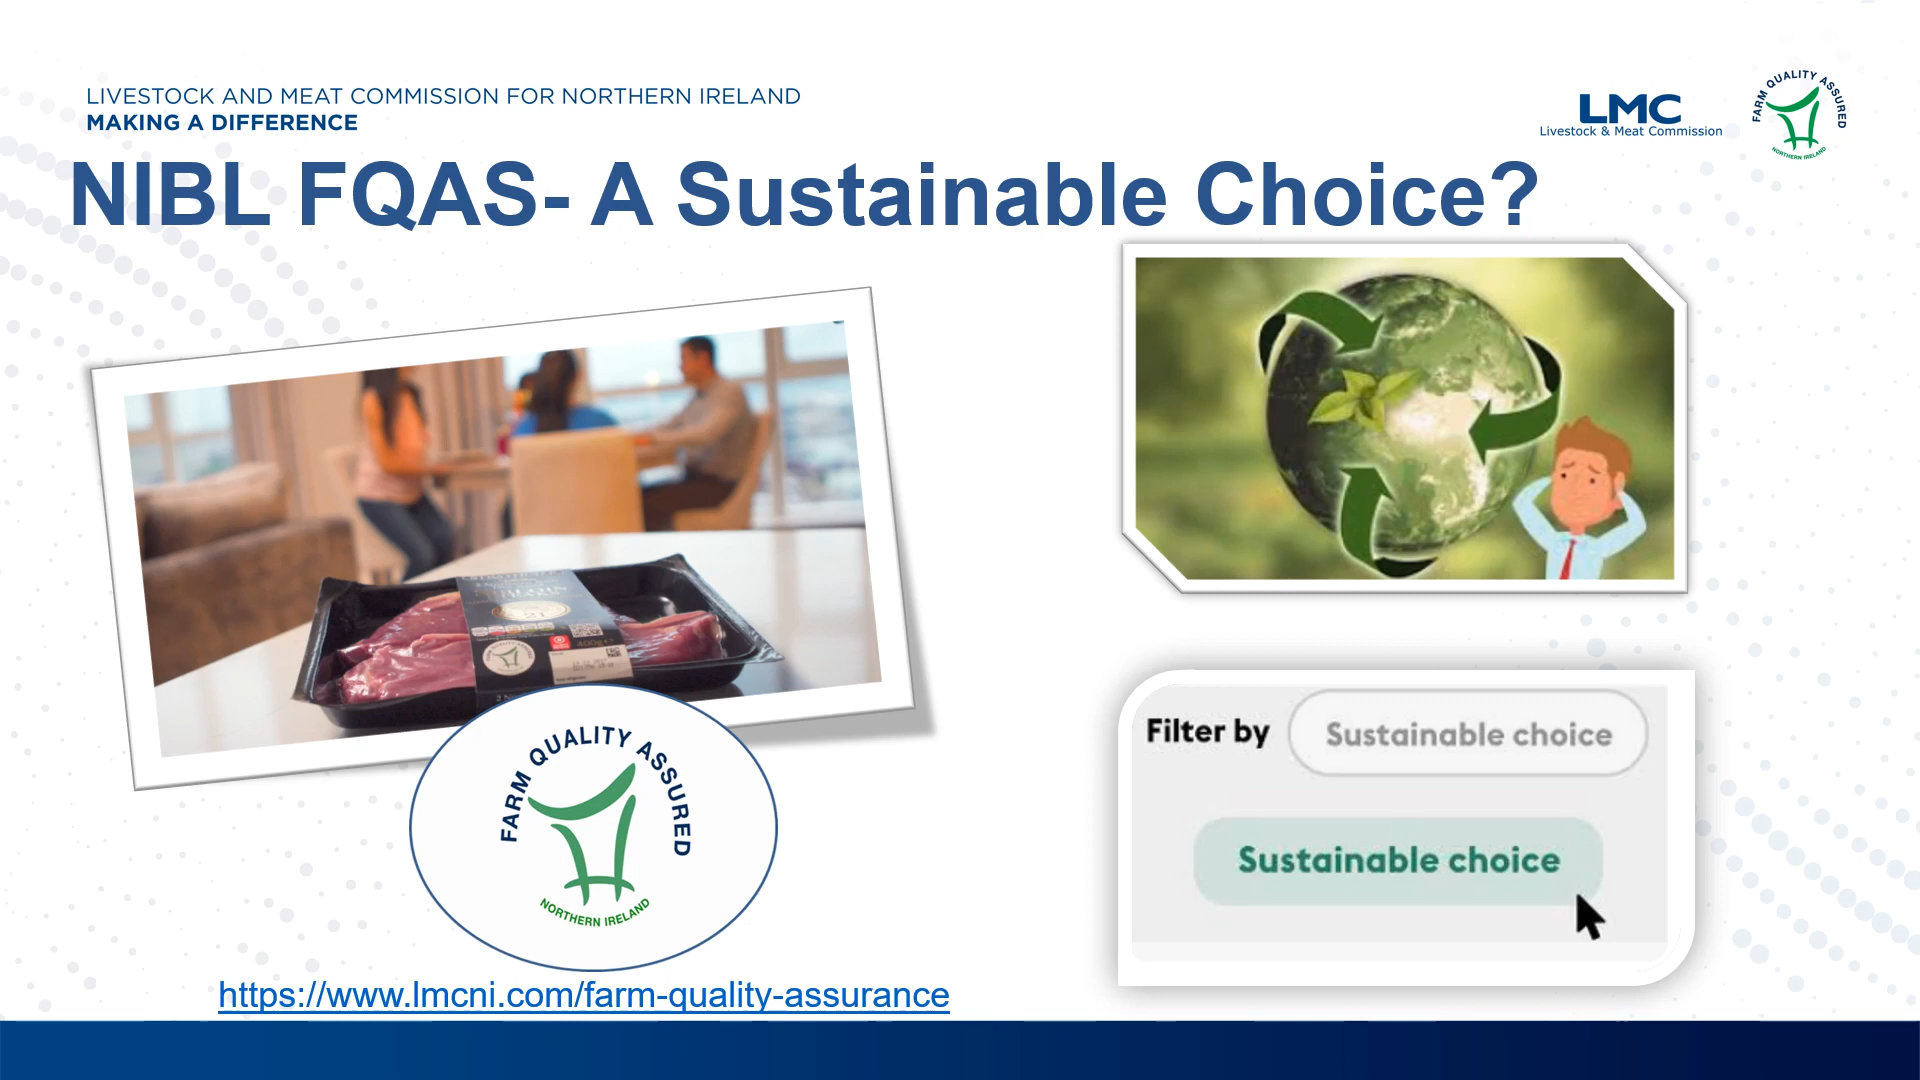 LIVESTOCK AND MEAT COMMISSION FOR NORTHERN IRELAND
MAKING A DIFFERENCE
LMC
Livestock & Meat Commission
FARM QUALITY ASSURED
NORTHERN IRELAND
NIBL FQAS- A Sustainable Choice?
21
400g e
FARM QUALITY ASSURED
NORTHERN IRELAND
Filter by
Sustainable choice
Sustainable choice
https://www.lmcni.com/farm-quality-assurance